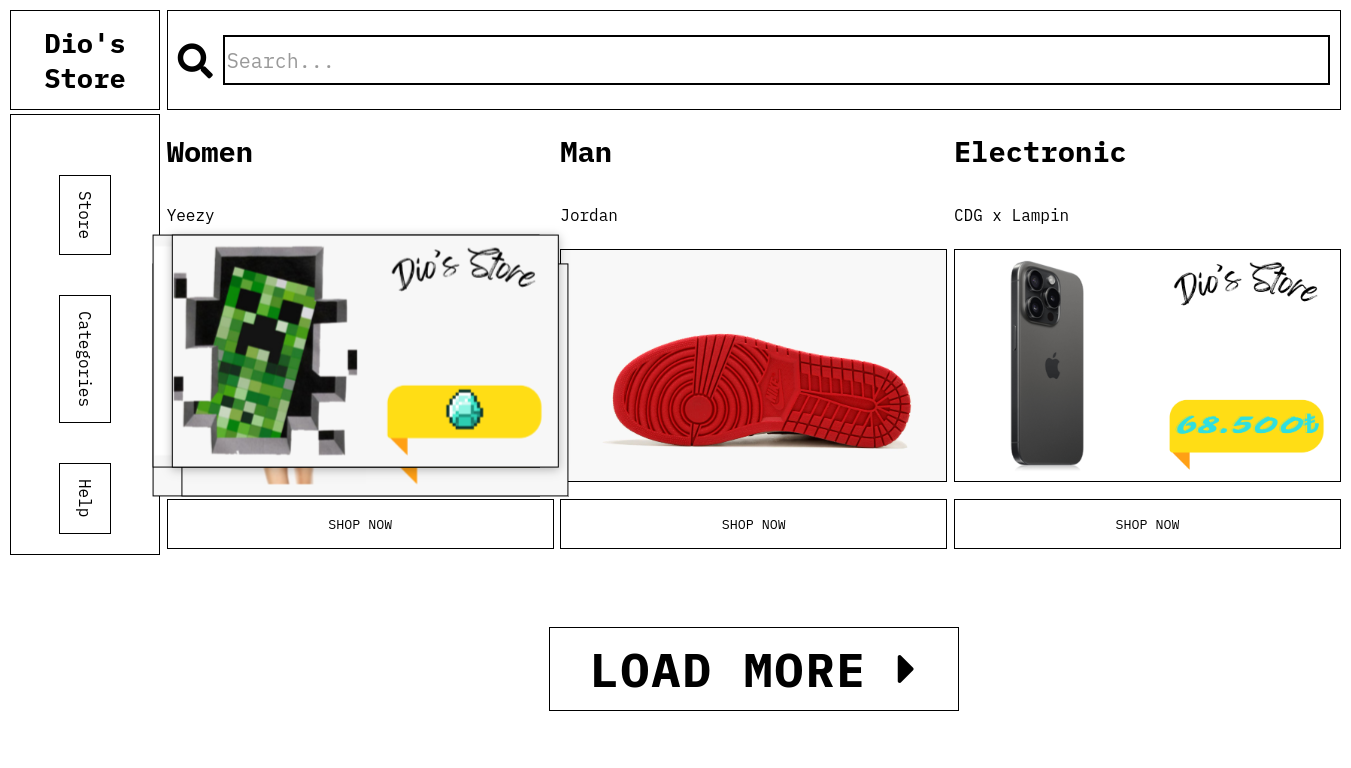 Dio's
Store
Search...
Store
Categories
Help
Women
Man
Electronic
Yeezy
Jordan
CDG x Lampin
Dio's Store
Dio's Store
68.500₺
SHOP NOW
SHOP NOW
SHOP NOW
LOAD MORE